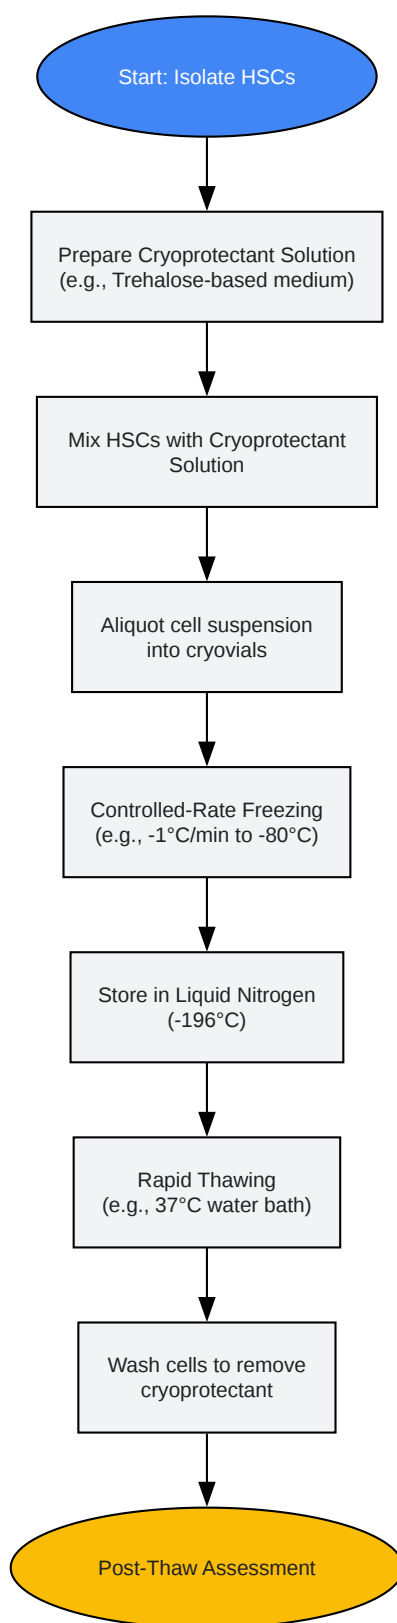 Start: Isolate HSCs
Prepare Cryoprotectant Solution
(e.g., Trehalose-based medium)
Mix HSCs with Cryoprotectant
Solution
Aliquot cell suspension
into cryovials
Controlled-Rate Freezing
(e.g., -1°C/min to -80°C)
Store in Liquid Nitrogen
(-196°C)
Rapid Thawing
(e.g., 37°C water bath)
Wash cells to remove
cryoprotectant
Post-Thaw Assessment